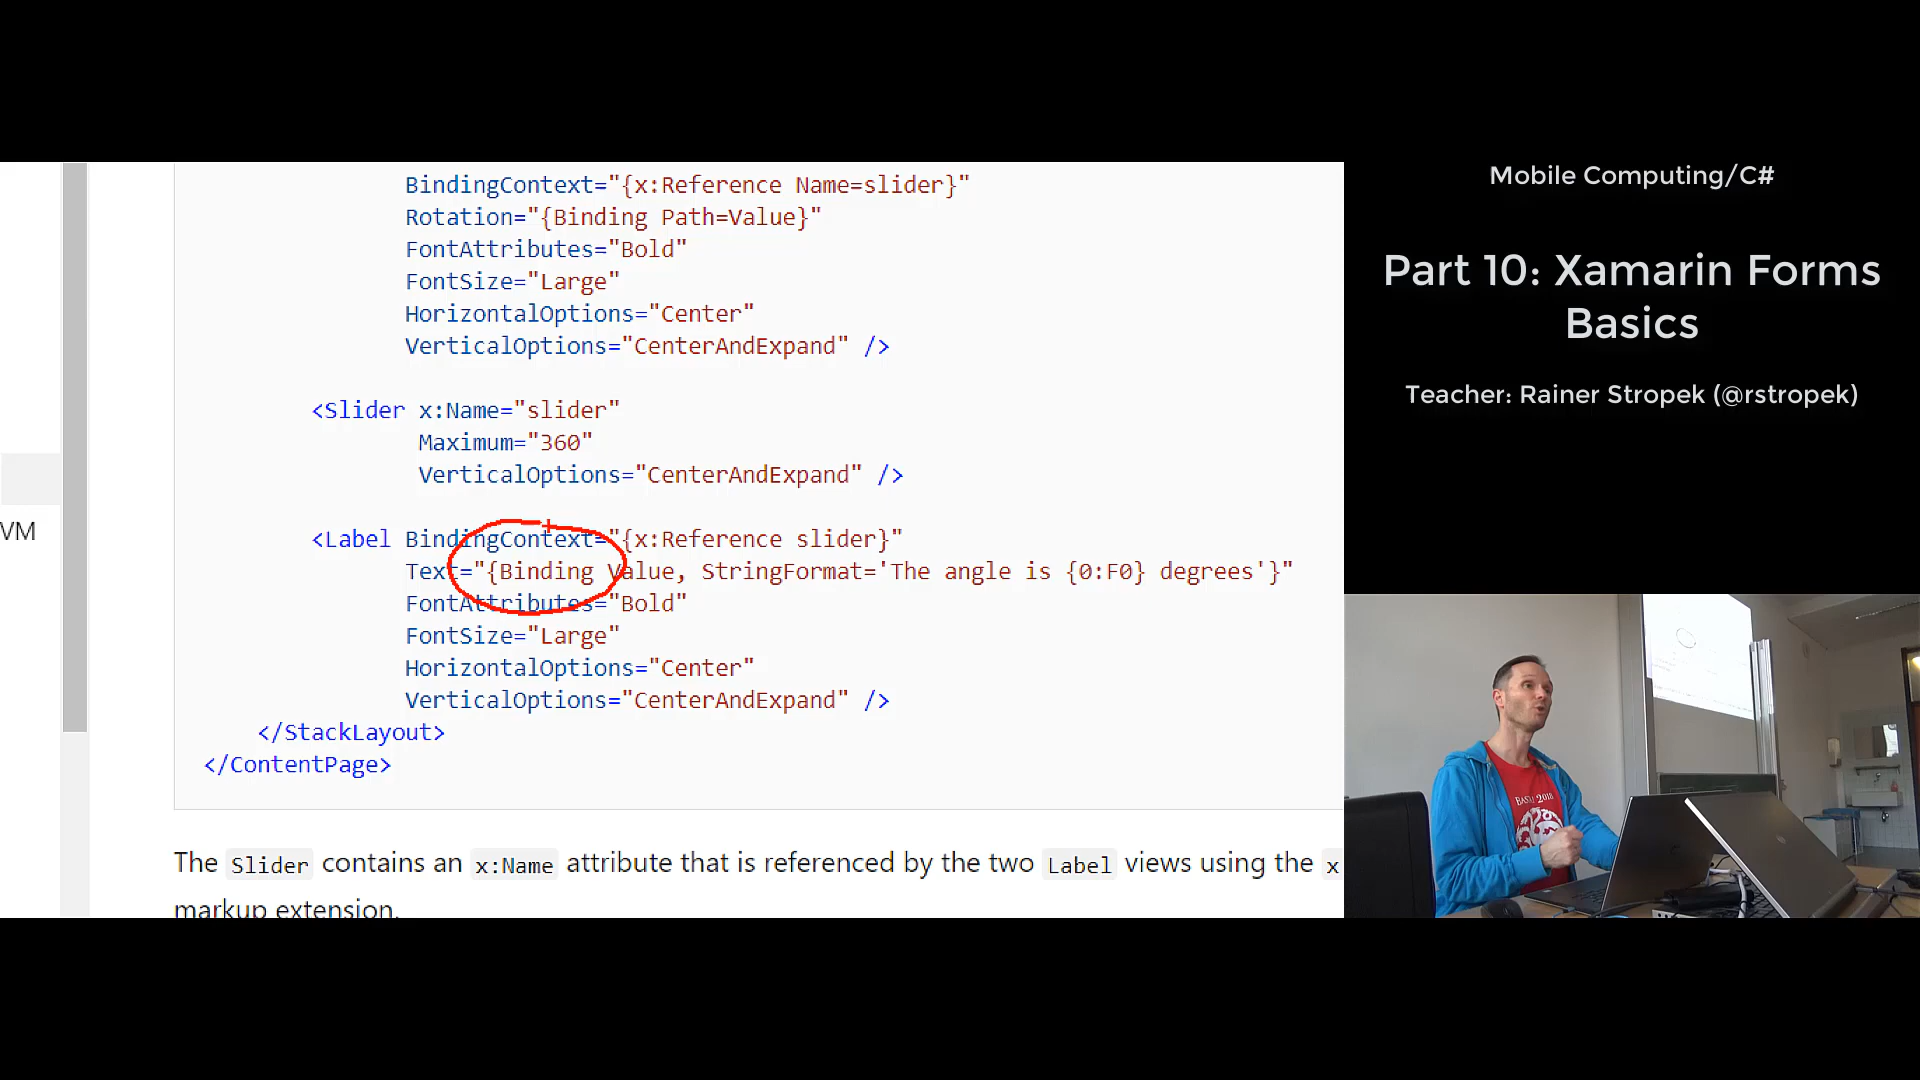 BindingContext="{x:Reference Name=slider}"
Rotation="{Binding Path=Value}"
FontAttributes="Bold"
FontSize="Large"
HorizontalOptions="Center"
VerticalOptions="CenterAndExpand" />
<Slider x:Name="slider"
Maximum="360"
VerticalOptions="CenterAndExpand" />
<Label BindingContext="{x:Reference slider}"
Text="{Binding Value, StringFormat='The angle is {0:F0} degrees'}"
FontAttributes="Bold"
FontSize="Large"
HorizontalOptions="Center"
VerticalOptions="CenterAndExpand" />
</StackLayout>
</ContentPage>
The Slider contains an x:Name attribute that is referenced by the two Label views using the x
markup extension.
VM
Mobile Computing/C#
Part 10: Xamarin Forms
Basics
Teacher: Rainer Stropek (@rstropek)
BASTA! 2018